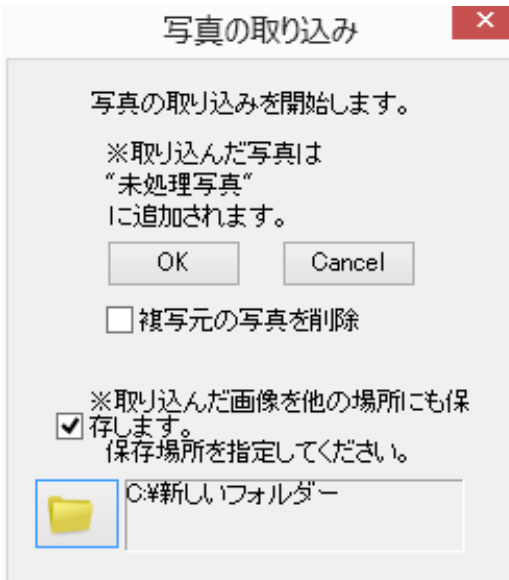 写真の取り込み
写真の取り込みを開始します。
※取り込んだ写真は
“未処理写真“
に追加されます。
OK Cancel
複写元の写真を削除
※取り込んだ画像を他の場所にも保
存します。
保存場所を指定してください。
C:¥新しいフォルダー